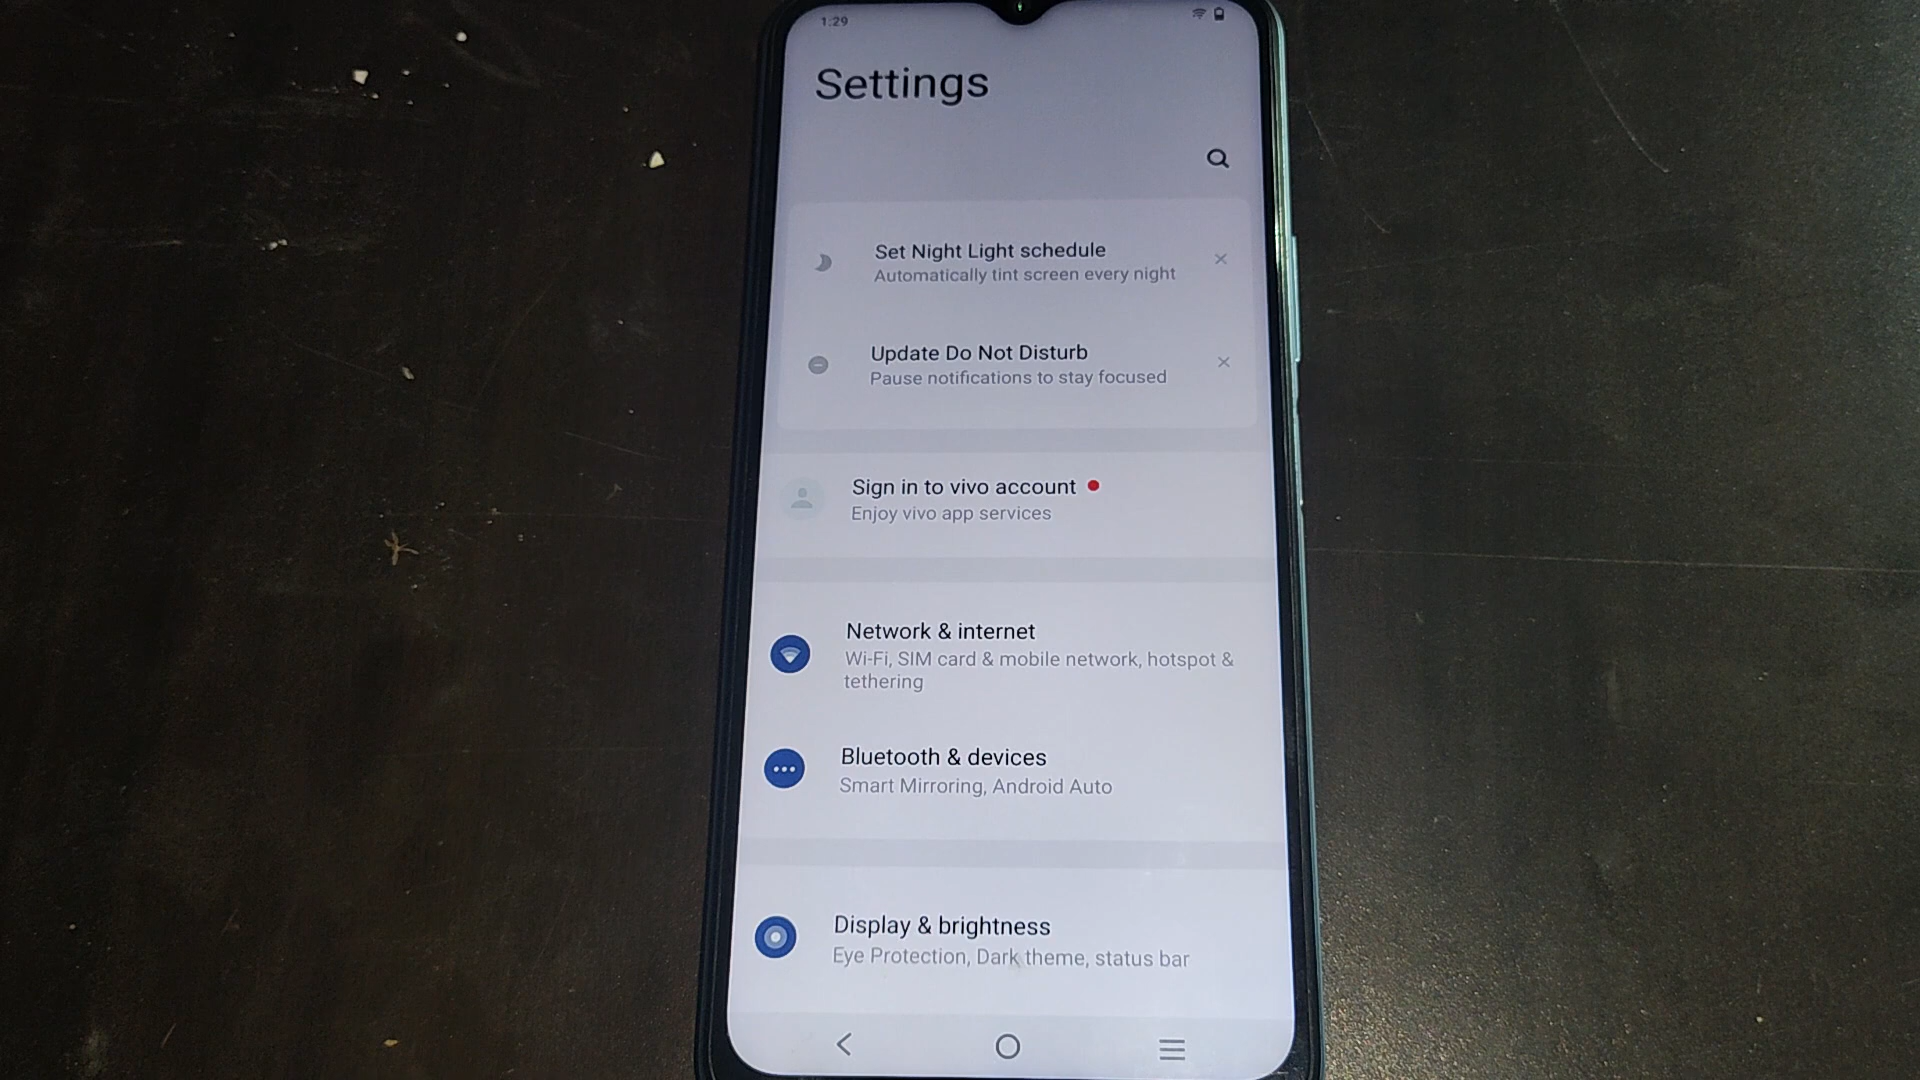 1:29
Settings
Set Night Light schedule
Automatically tint screen every night
Update Do Not Disturb
Pause notifications to stay focused
Sign in to vivo account
Enjoy vivo app services
Network & internet
Wi-Fi, SIM card & mobile network, hotspot &
tethering
Bluetooth & devices
Smart Mirroring, Android Auto
Display & brightness
Eye Protection, Dark theme, status bar